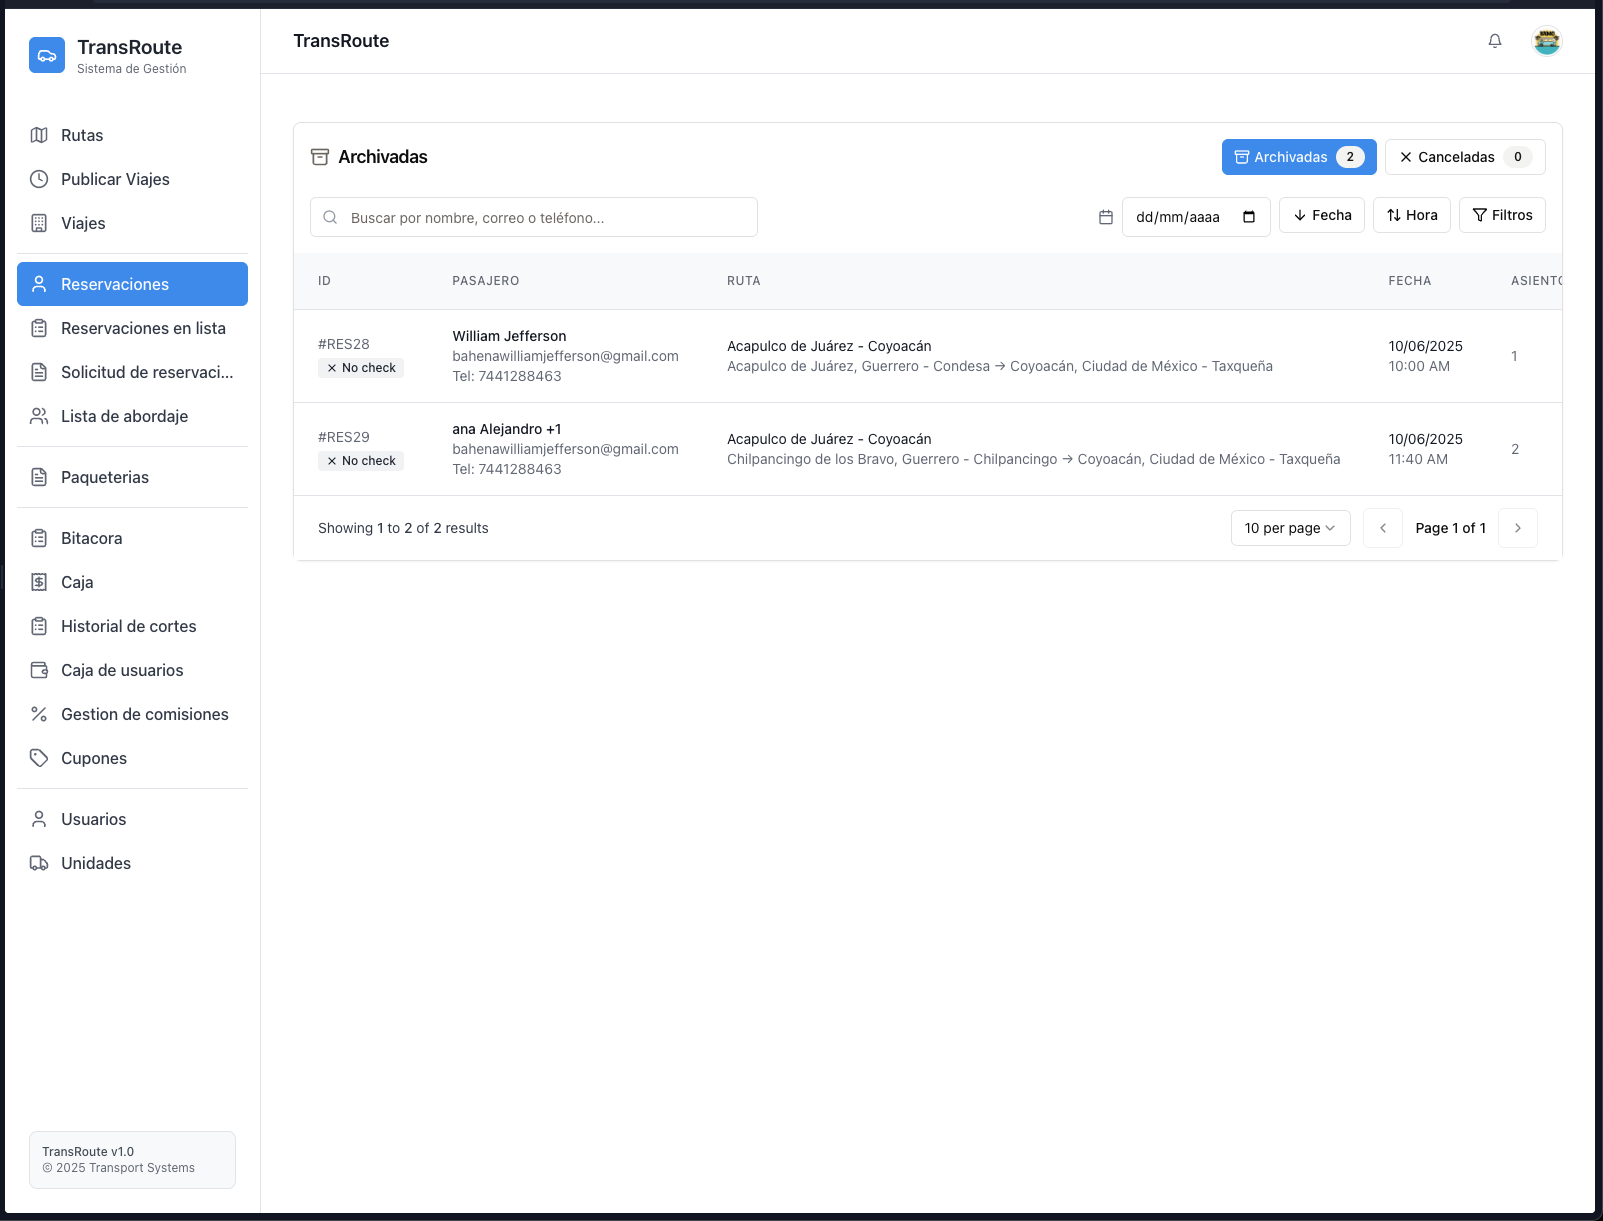 TransRoute
Sistema de Gestión
Rutas
Publicar Viajes
Viajes
Reservaciones
Reservaciones en lista
Solicitud de reservaci...
Lista de abordaje
Paqueterias
Bitacora
Caja
Historial de cortes
Caja de usuarios
Gestion de comisiones
Cupones
Usuarios
Unidades
TransRoute v1.0
© 2025 Transport Systems
TransRoute
Archivadas
Archivadas 2
Canceladas 0
Buscar por nombre, correo o teléfono...
dd/mm/aaaa
Fecha
Hora
Filtros
ID PASAJERO RUTA FECHA ASIENTO
#RES28
No check
William Jefferson
bahenawilliamjefferson@gmail.com
Tel: 7441288463
Acapulco de Juárez - Coyoacán
Acapulco de Juárez, Guerrero - Condesa → Coyoacán, Ciudad de México - Taxqueña
10/06/2025
10:00 AM
1
#RES29
No check
ana Alejandro +1
bahenawilliamjefferson@gmail.com
Tel: 7441288463
Acapulco de Juárez - Coyoacán
Chilpancingo de los Bravo, Guerrero - Chilpancingo → Coyoacán, Ciudad de México - Taxqueña
10/06/2025
11:40 AM
2
Showing 1 to 2 of 2 results
10 per page
Page 1 of 1